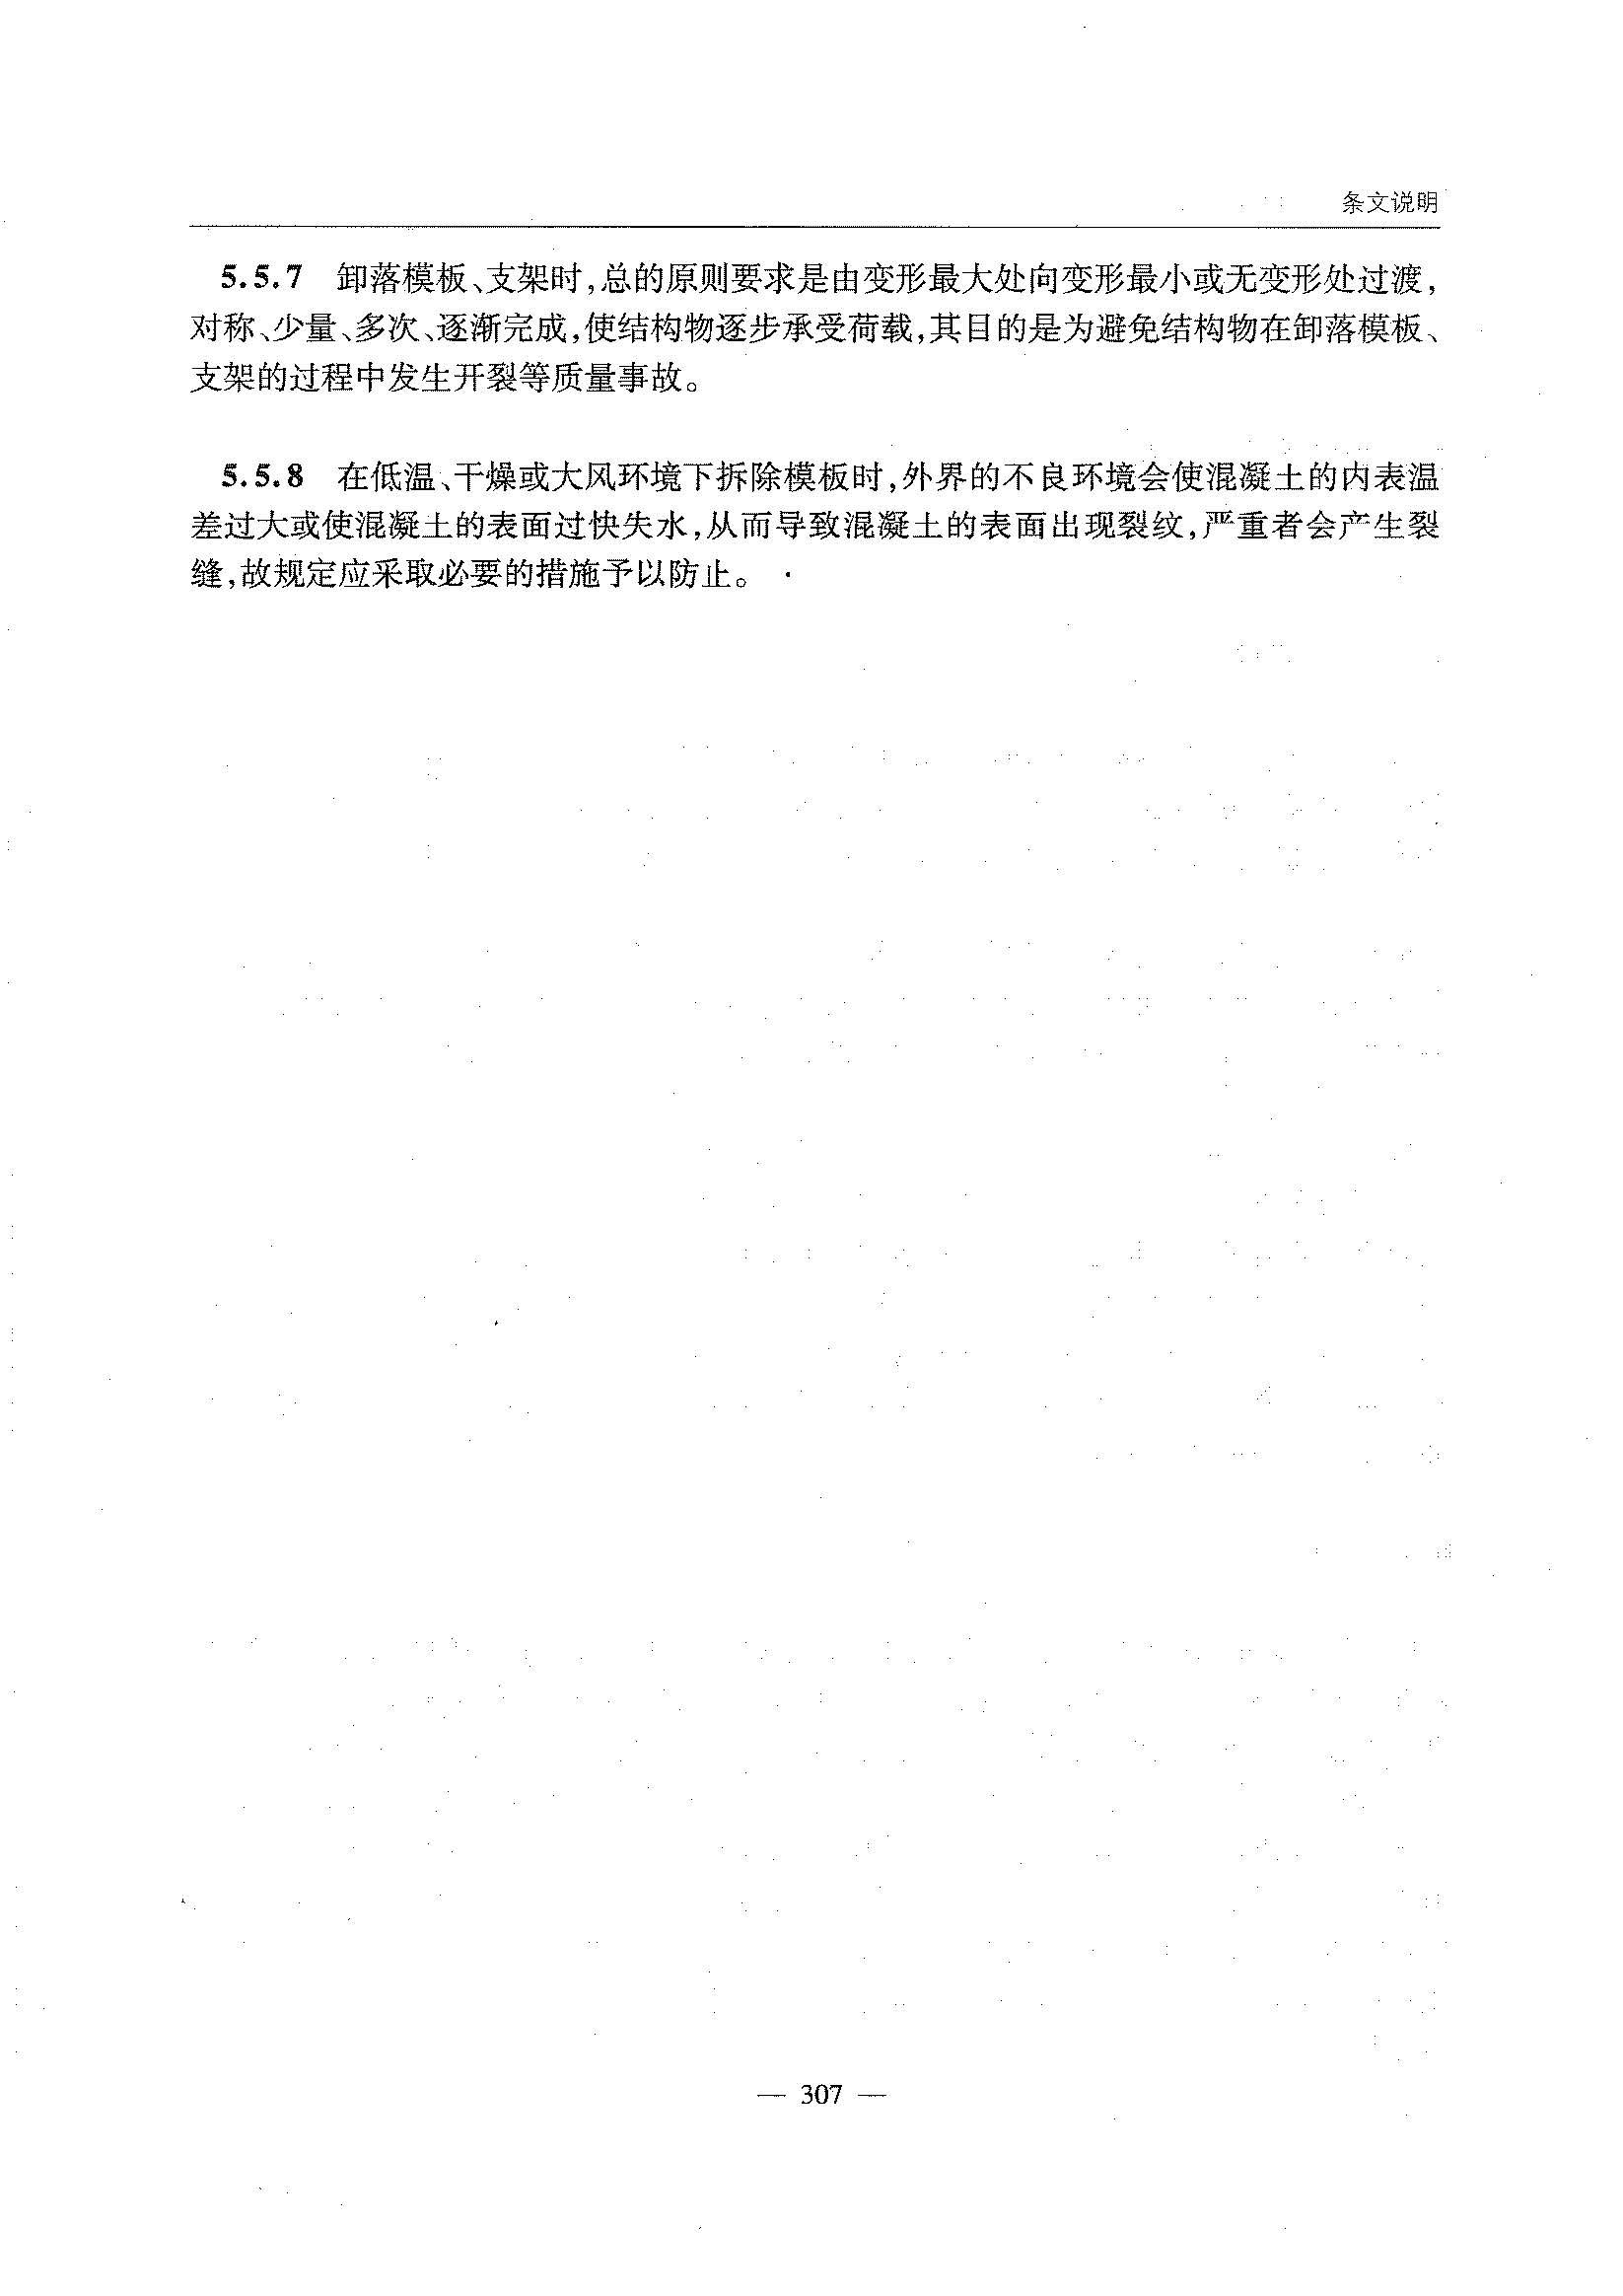 条文说明
5.5.7 卸落模板、支架时,总的原则要求是由变形最大处向变形最小或无变形处过渡,
对称、少量、多次、逐渐完成,使结构物逐步承受荷载,其目的是为避免结构物在卸落模板、
支架的过程中发生开裂等质量事故。
5.5.8 在低温、干燥或大风环境下拆除模板时,外界的不良环境会使混凝土的内表温
差过大或使混凝土的表面过快失水,从而导致混凝土的表面出现裂纹,严重者会产生裂
缝,故规定应采取必要的措施予以防止。
— 307 —